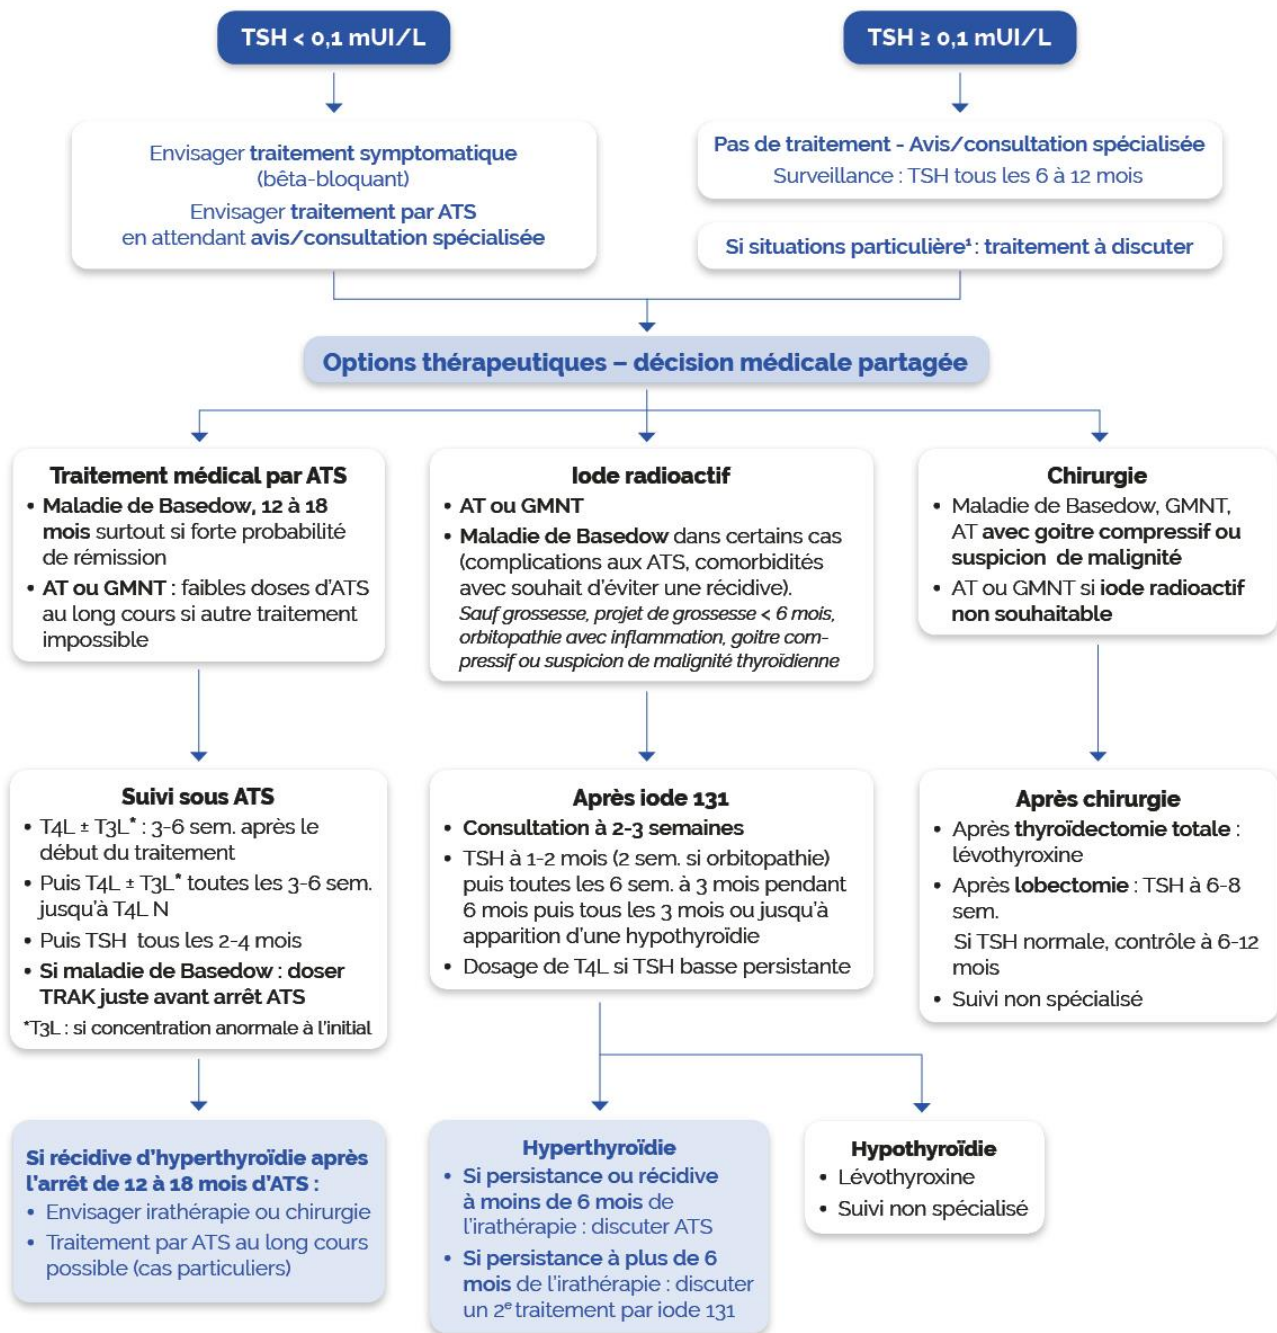 TSH < 0,1 mUI/L
TSH ≥ 0,1 mUI/L
Envisager traitement symptomatique
(bêta-bloquant)
Envisager traitement par ATS
en attendant avis/consultation spécialisée
Pas de traitement - Avis/consultation spécialisée
Surveillance : TSH tous les 6 à 12 mois
Si situations particulière¹ : traitement à discuter
Options thérapeutiques – décision médicale partagée
Traitement médical par ATS
• Maladie de Basedow, 12 à 18
mois surtout si forte probabilité
de rémission
• AT ou GMNT : faibles doses d'ATS
au long cours si autre traitement
impossible
Iode radioactif
• AT ou GMNT
• Maladie de Basedow dans certains cas
(complications aux ATS, comorbidités
avec souhait d'éviter une récidive).
Sauf grossesse, projet de grossesse < 6 mois,
orbitopathie avec inflammation, goitre com-
pressif ou suspicion de malignité thyroïdienne
Chirurgie
• Maladie de Basedow, GMNT,
AT avec goitre compressif ou
suspicion de malignité
• AT ou GMNT si iode radioactif
non souhaitable
Suivi sous ATS
• T4L ± T3L* : 3-6 sem. après le
début du traitement
• Puis T4L ± T3L* toutes les 3-6 sem.
jusqu'à T4L N
• Puis TSH tous les 2-4 mois
• Si maladie de Basedow : doser
TRAK juste avant arrêt ATS
*T3L : si concentration anormale à l'initial
Après iode 131
• Consultation à 2-3 semaines
• TSH à 1-2 mois (2 sem. si orbitopathie)
puis toutes les 6 sem. à 3 mois pendant
6 mois puis tous les 3 mois ou jusqu'à
apparition d'une hypothyroïdie
• Dosage de T4L si TSH basse persistante
Après chirurgie
• Après thyroïdectomie totale :
lévothyroxine
• Après lobectomie : TSH à 6-8
sem.
Si TSH normale, contrôle à 6-12
mois
• Suivi non spécialisé
Si récidive d'hyperthyroïdie après
l'arrêt de 12 à 18 mois d'ATS :
• Envisager irathérapie ou chirurgie
• Traitement par ATS au long cours
possible (cas particuliers)
Hyperthyroïdie
• Si persistance ou récidive
à moins de 6 mois de
l'irathérapie : discuter ATS
• Si persistance à plus de 6
mois de l'irathérapie : discuter
un 2e traitement par iode 131
Hypothyroïdie
• Lévothyroxine
• Suivi non spécialisé